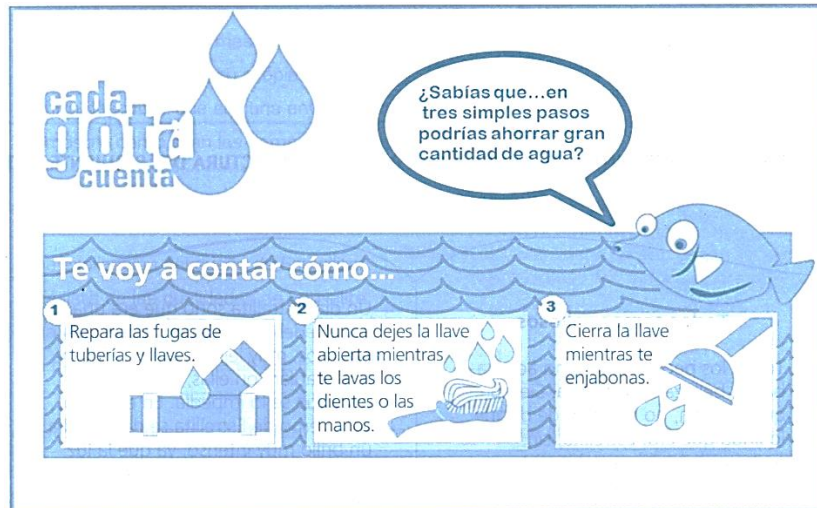 cada
gota
cuenta
¿Sabías que...en
tres simples pasos
podrías ahorrar gran
cantidad de agua?
Te voy a contar cómo...
1
Repara las fugas de
tuberías y llaves.
2
Nunca dejes la llave
abierta mientras
te lavas los
dientes o las
manos.
3
Cierra la llave
mientras te
enjabonas.